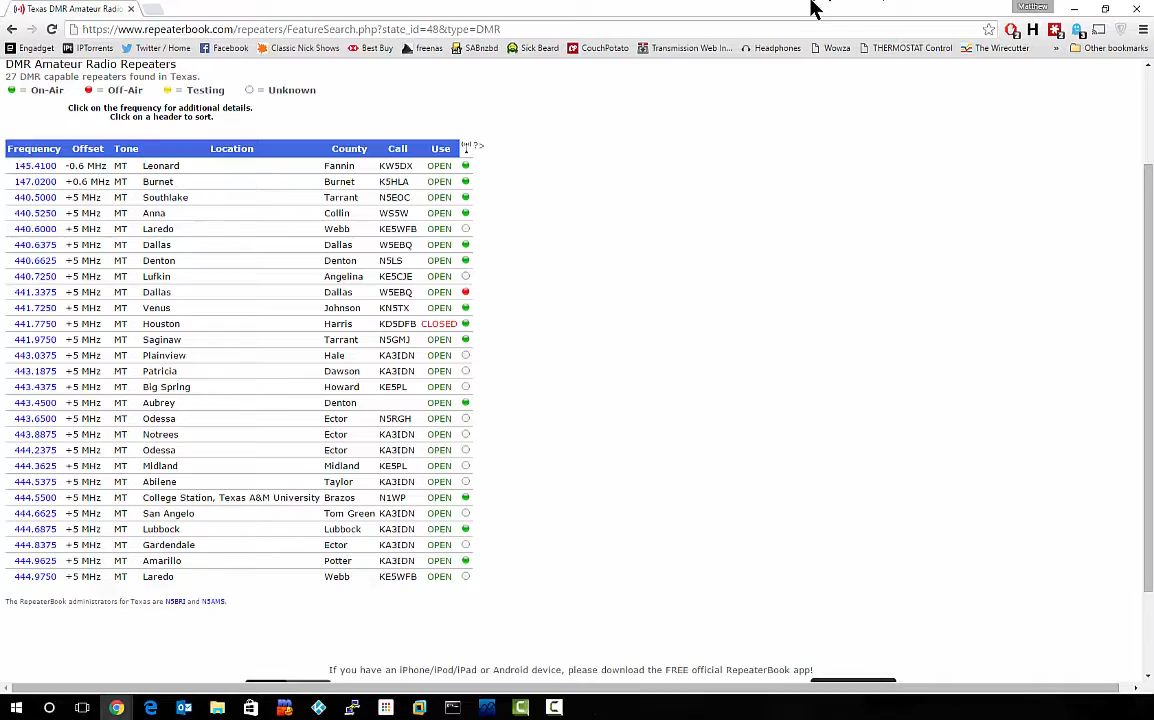 Texas DMR Amateur Radio
Matthew
https://www.repeaterbook.com/repeaters/FeatureSearch.php?state_id=48&type=DMR
Engadget IPTorrents Twitter / Home Facebook Classic Nick Shows Best Buy freenas SABnzbd Sick Beard CouchPotato Transmission Web In... Headphones Wowza THERMOSTAT Control The Wirecutter » Other bookmarks
DMR Amateur Radio Repeaters
27 DMR capable repeaters found in Texas.
= On-Air = Off-Air = Testing = Unknown
Click on the frequency for additional details.
Click on a header to sort.
Frequency Offset Tone Location County Call Use ?>
145.4100 -0.6 MHz MT Leonard Fannin KW5DX OPEN
147.0200 +0.6 MHz MT Burnet Burnet K5HLA OPEN
440.5000 +5 MHz MT Southlake Tarrant N5EOC OPEN
440.5250 +5 MHz MT Anna Collin WS5W OPEN
440.6000 +5 MHz MT Laredo Webb KE5WFB OPEN
440.6375 +5 MHz MT Dallas Dallas W5EBQ OPEN
440.6625 +5 MHz MT Denton Denton N5LS OPEN
440.7250 +5 MHz MT Lufkin Angelina KE5CJE OPEN
441.3375 +5 MHz MT Dallas Dallas W5EBQ OPEN
441.7250 +5 MHz MT Venus Johnson KN5TX OPEN
441.7750 +5 MHz MT Houston Harris KD5DFB CLOSED
441.9750 +5 MHz MT Saginaw Tarrant N5GMJ OPEN
443.0375 +5 MHz MT Plainview Hale KA3IDN OPEN
443.1875 +5 MHz MT Patricia Dawson KA3IDN OPEN
443.4375 +5 MHz MT Big Spring Howard KE5PL OPEN
443.4500 +5 MHz MT Aubrey Denton OPEN
443.6500 +5 MHz MT Odessa Ector N5RGH OPEN
443.8875 +5 MHz MT Notrees Ector KA3IDN OPEN
444.2375 +5 MHz MT Odessa Ector KA3IDN OPEN
444.3625 +5 MHz MT Midland Midland KE5PL OPEN
444.5375 +5 MHz MT Abilene Taylor KA3IDN OPEN
444.5500 +5 MHz MT College Station, Texas A&M University Brazos N1WP OPEN
444.6625 +5 MHz MT San Angelo Tom Green KA3IDN OPEN
444.6875 +5 MHz MT Lubbock Lubbock KA3IDN OPEN
444.8375 +5 MHz MT Gardendale Ector KA3IDN OPEN
444.9625 +5 MHz MT Amarillo Potter KA3IDN OPEN
444.9750 +5 MHz MT Laredo Webb KE5WFB OPEN
The RepeaterBook administrators for Texas are N5BRI and N5AMS.
If you have an iPhone/iPod/iPad or Android device, please download the FREE official RepeaterBook app!